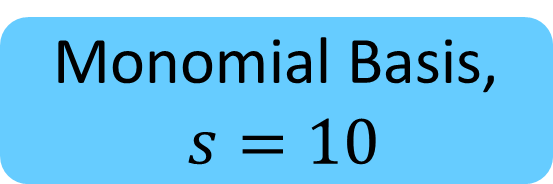 Monomial Basis,
s = 10